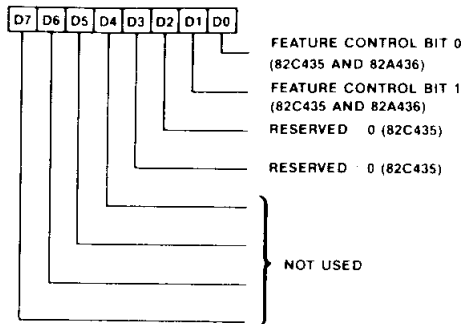 D7 D6 D5 D4 D3 D2 D1 D0
FEATURE CONTROL BIT 0
(82C435 AND 82A436)
FEATURE CONTROL BIT 1
(82C435 AND 82A436)
RESERVED 0 (82C435)
RESERVED 0 (82C435)
NOT USED